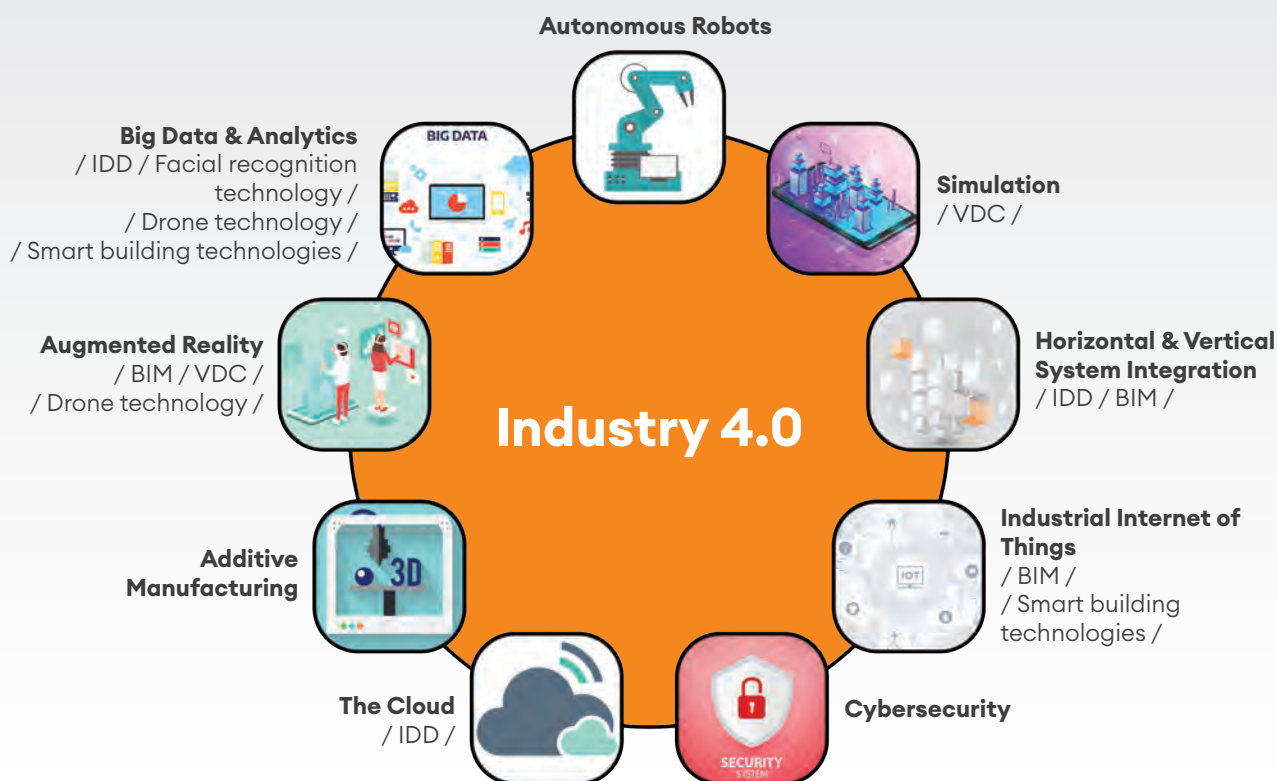 Autonomous Robots
Big Data & Analytics
/ IDD / Facial recognition
technology /
/ Drone technology /
/ Smart building technologies /
BIG DATA
Simulation
/ VDC /
Augmented Reality
/ BIM / VDC /
/ Drone technology /
Horizontal & Vertical
System Integration
/ IDD / BIM /
Industry 4.0
Additive
Manufacturing
3D
Industrial Internet of
Things
/ BIM /
/ Smart building
technologies /
IOT
The Cloud
/ IDD /
Cybersecurity
SECURITY
SYSTEM